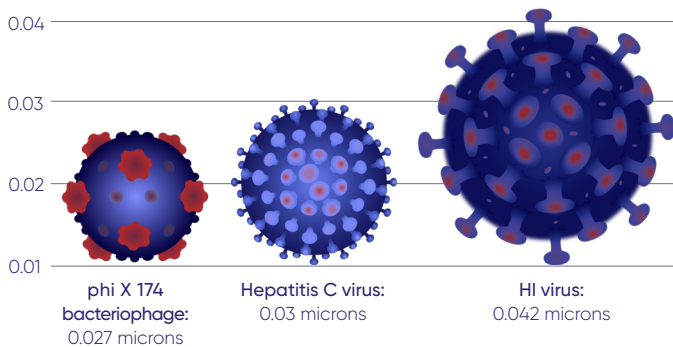 0.04
0.03
0.02
0.01
phi X 174
bacteriophage:
0.027 microns
Hepatitis C virus:
0.03 microns
HI virus:
0.042 microns